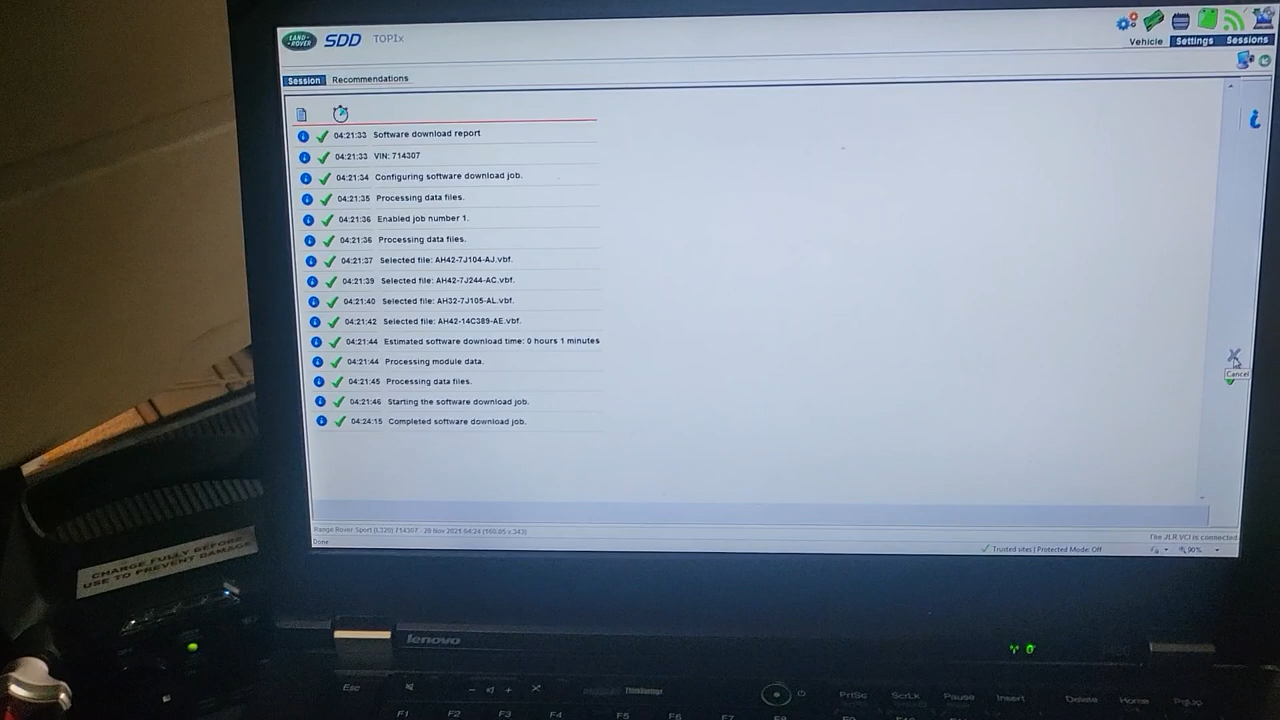 LAND-
ROVER
SDD TOPIx
Vehicle Settings Sessions
Session Recommendations
04:21:33 Software download report
04:21:33 VIN: 714307
04:21:34 Configuring software download job.
04:21:35 Processing data files.
04:21:36 Enabled job number 1.
04:21:36 Processing data files.
04:21:37 Selected file: AH42-7J104-AJ.vbf.
04:21:39 Selected file: AH42-7J244-AC.vbf.
04:21:40 Selected file: AH32-7J105-AL.vbf.
04:21:42 Selected file: AH42-14C389-AE.vbf.
04:21:44 Estimated software download time: 0 hours 1 minutes
04:21:44 Processing module data.
04:21:45 Processing data files.
04:21:46 Starting the software download job.
04:24:15 Completed software download job.
Cancel
Range Rover Sport (L320) 714307 - 20 Nov 2021 04:24
The JLR VCI is connected.
Done
Trusted sites | Protected Mode: Off
90%
CHARGE FULLY BEFORE
USE TO PREVENT DAMAGE
lenovo
Esc
ThinkVantage
PrtSc ScrLk Pause Insert Delete Home PgUp
F1 F2 F3 F4 F5 F6 F7